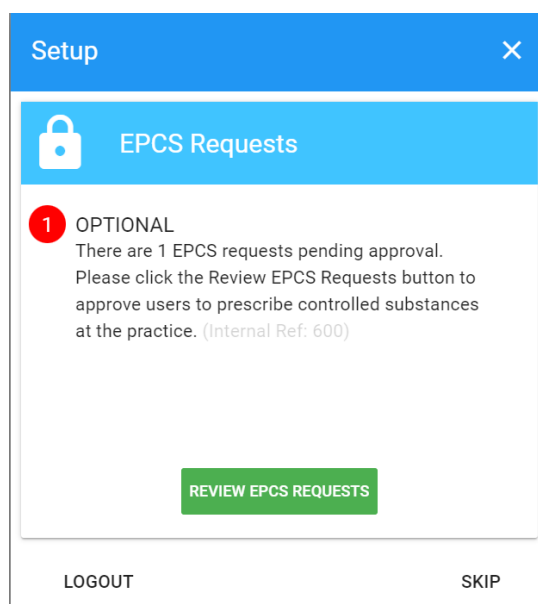 Setup
EPCS Requests
1 OPTIONAL
There are 1 EPCS requests pending approval.
Please click the Review EPCS Requests button to
approve users to prescribe controlled substances
at the practice. (Internal Ref: 600)
REVIEW EPCS REQUESTS
LOGOUT SKIP